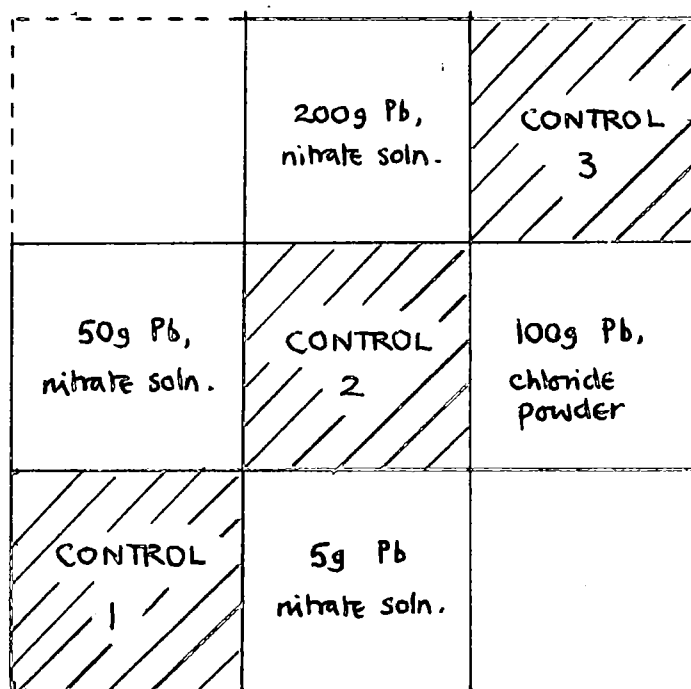 200g Pb,
nitrate soln.
CONTROL
3
50g Pb,
nitrate soln.
CONTROL
2
100g Pb,
chloride
powder
CONTROL
1
5g Pb
nitrate soln.